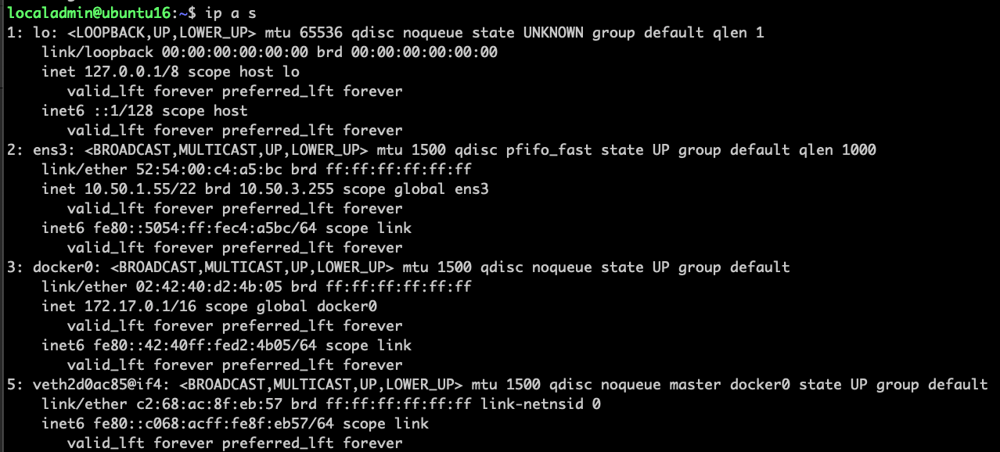 localadmin@ubuntu16:~$ ip a s
1: lo: <LOOPBACK,UP,LOWER_UP> mtu 65536 qdisc noqueue state UNKNOWN group default qlen 1
    link/loopback 00:00:00:00:00:00 brd 00:00:00:00:00:00
    inet 127.0.0.1/8 scope host lo
       valid_lft forever preferred_lft forever
    inet6 ::1/128 scope host
       valid_lft forever preferred_lft forever
2: ens3: <BROADCAST,MULTICAST,UP,LOWER_UP> mtu 1500 qdisc pfifo_fast state UP group default qlen 1000
    link/ether 52:54:00:c4:a5:bc brd ff:ff:ff:ff:ff:ff
    inet 10.50.1.55/22 brd 10.50.3.255 scope global ens3
       valid_lft forever preferred_lft forever
    inet6 fe80::5054:ff:fec4:a5bc/64 scope link
       valid_lft forever preferred_lft forever
3: docker0: <BROADCAST,MULTICAST,UP,LOWER_UP> mtu 1500 qdisc noqueue state UP group default
    link/ether 02:42:40:d2:4b:05 brd ff:ff:ff:ff:ff:ff
    inet 172.17.0.1/16 scope global docker0
       valid_lft forever preferred_lft forever
    inet6 fe80::42:40ff:fed2:4b05/64 scope link
       valid_lft forever preferred_lft forever
5: veth2d0ac85@if4: <BROADCAST,MULTICAST,UP,LOWER_UP> mtu 1500 qdisc noqueue master docker0 state UP group default
    link/ether c2:68:ac:8f:eb:57 brd ff:ff:ff:ff:ff:ff link-netnsid 0
    inet6 fe80::c068:acff:fe8f:eb57/64 scope link
       valid_lft forever preferred_lft forever